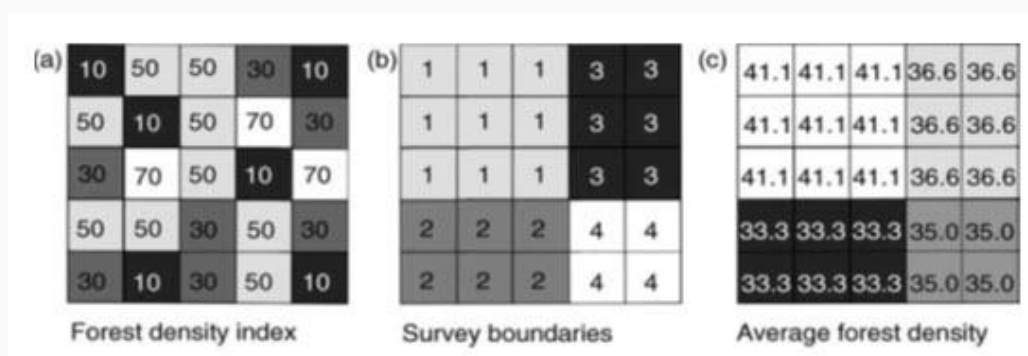 (a) 10 50 50 30 10 (b) 1 1 1 3 3 (c) 41.1 41.1 41.1 36.6 36.6
50 10 50 70 30 1 1 1 3 3 41.1 41.1 41.1 36.6 36.6
30 70 50 10 70 1 1 1 3 3 41.1 41.1 41.1 36.6 36.6
50 50 30 50 30 2 2 2 4 4 33.3 33.3 33.3 35.0 35.0
30 10 30 50 10 2 2 2 4 4 33.3 33.3 33.3 35.0 35.0
Forest density index Survey boundaries Average forest density